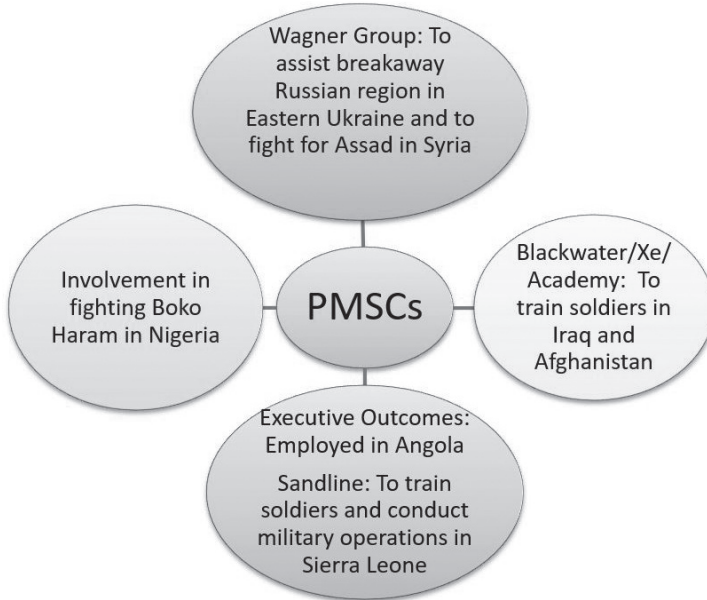 Wagner Group: To
assist breakaway
Russian region in
Eastern Ukraine and to
fight for Assad in Syria
Involvement in
fighting Boko
Haram in Nigeria
PMSCs
Blackwater/Xe/
Academy: To
train soldiers in
Iraq and
Afghanistan
Executive Outcomes:
Employed in Angola
Sandline: To train
soldiers and conduct
military operations in
Sierra Leone